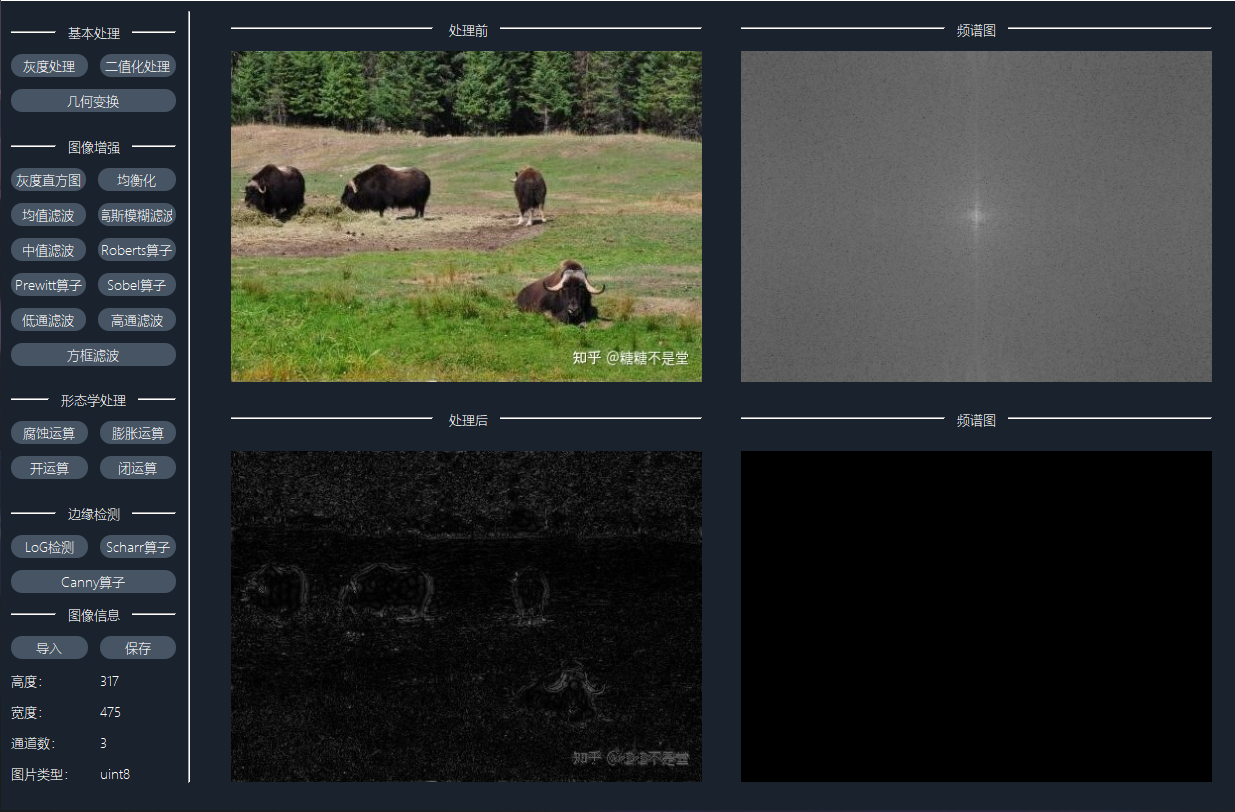 基本处理
灰度处理 二值化处理
几何变换
图像增强
灰度直方图 均衡化
均值滤波 高斯模糊滤波
中值滤波 Roberts算子
Prewitt算子 Sobel算子
低通滤波 高通滤波
方框滤波
形态学处理
腐蚀运算 膨胀运算
开运算 闭运算
边缘检测
LoG检测 Scharr算子
Canny算子
图像信息
导入 保存
高度： 317
宽度： 475
通道数： 3
图片类型： uint8
处理前 频谱图
知乎 @糖糖不是堂
处理后 频谱图
知乎 @糖糖不是堂